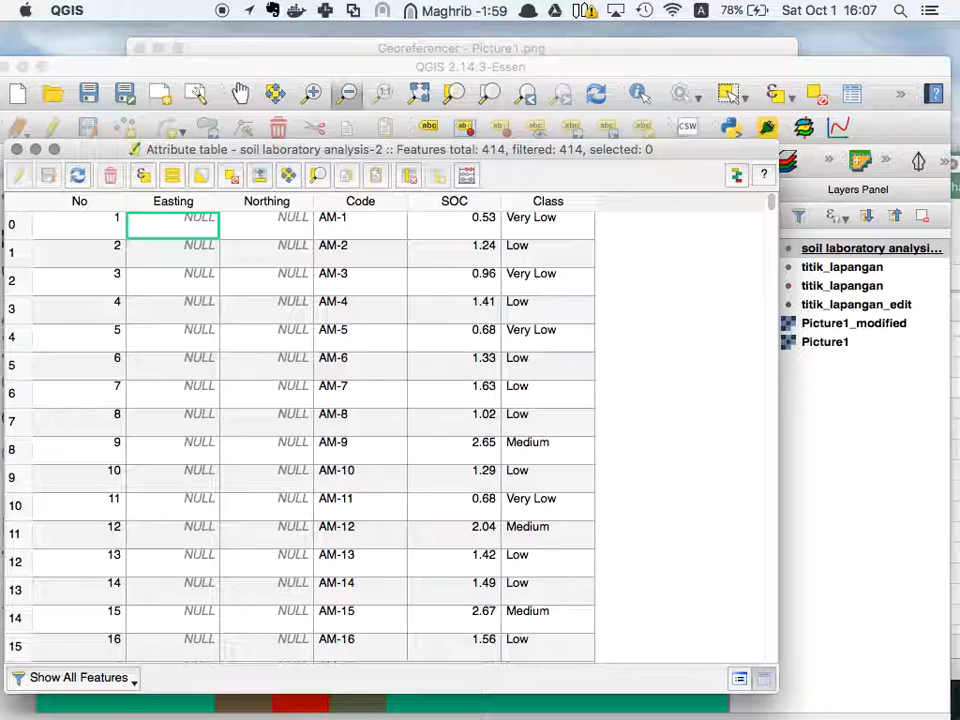 QGIS Maghrib -1:59 A 78% Sat Oct 1 16:07
Georeferencer - Picture1.png
QGIS 2.14.3-Essen
1:1 ε » ?
abc abc abc abc abc abc CSW
Attribute table - soil laboratory analysis-2 :: Features total: 414, filtered: 414, selected: 0
ε ? » »
Layers Panel
No Easting Northing Code SOC Class
0 1 NULL NULL AM-1 0.53 Very Low
1 2 NULL NULL AM-2 1.24 Low
2 3 NULL NULL AM-3 0.96 Very Low
3 4 NULL NULL AM-4 1.41 Low
4 5 NULL NULL AM-5 0.68 Very Low
5 6 NULL NULL AM-6 1.33 Low
6 7 NULL NULL AM-7 1.63 Low
7 8 NULL NULL AM-8 1.02 Low
8 9 NULL NULL AM-9 2.65 Medium
9 10 NULL NULL AM-10 1.29 Low
10 11 NULL NULL AM-11 0.68 Very Low
11 12 NULL NULL AM-12 2.04 Medium
12 13 NULL NULL AM-13 1.42 Low
13 14 NULL NULL AM-14 1.49 Low
14 15 NULL NULL AM-15 2.67 Medium
15 16 NULL NULL AM-16 1.56 Low
Show All Features
soil laboratory analysi...
titik_lapangan
titik_lapangan
titik_lapangan_edit
Picture1_modified
Picture1